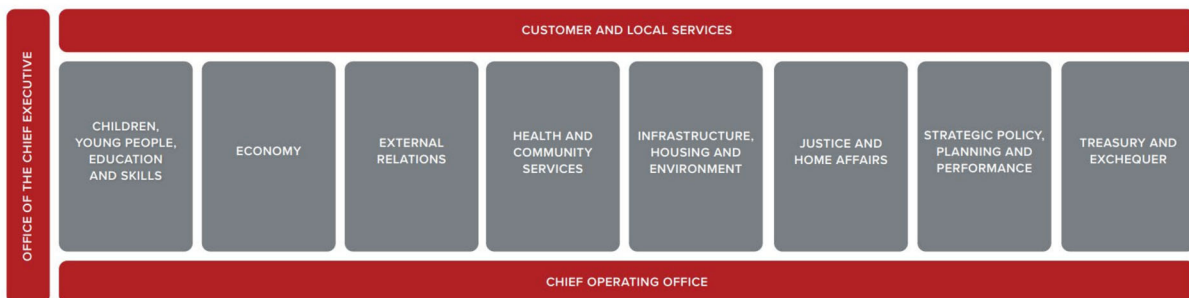 OFFICE OF THE CHIEF EXECUTIVE
CUSTOMER AND LOCAL SERVICES
CHILDREN,
YOUNG PEOPLE,
EDUCATION
AND SKILLS
ECONOMY
EXTERNAL
RELATIONS
HEALTH AND
COMMUNITY
SERVICES
INFRASTRUCTURE,
HOUSING AND
ENVIRONMENT
JUSTICE AND
HOME AFFAIRS
STRATEGIC POLICY,
PLANNING AND
PERFORMANCE
TREASURY AND
EXCHEQUER
CHIEF OPERATING OFFICE